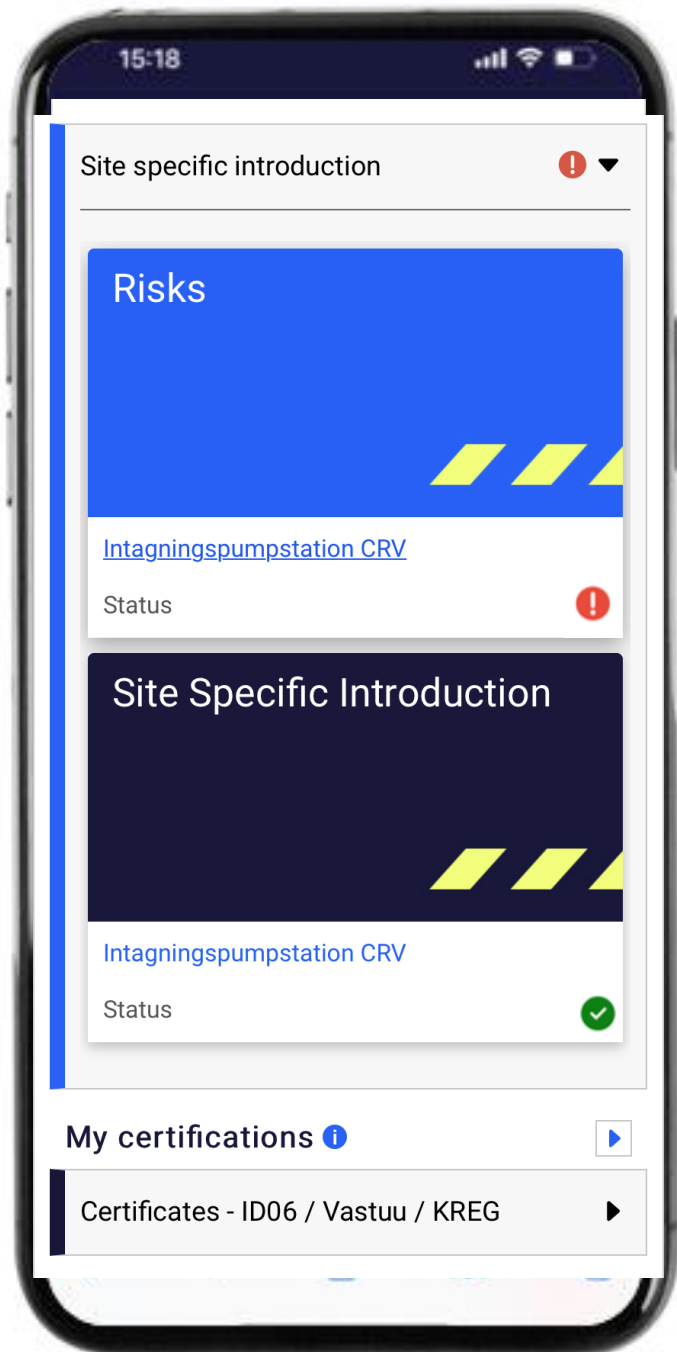 15:18
Site specific introduction
Risks
Intagningspumpstation CRV
Status
Site Specific Introduction
Intagningspumpstation CRV
Status
My certifications
Certificates - ID06 / Vastuu / KREG